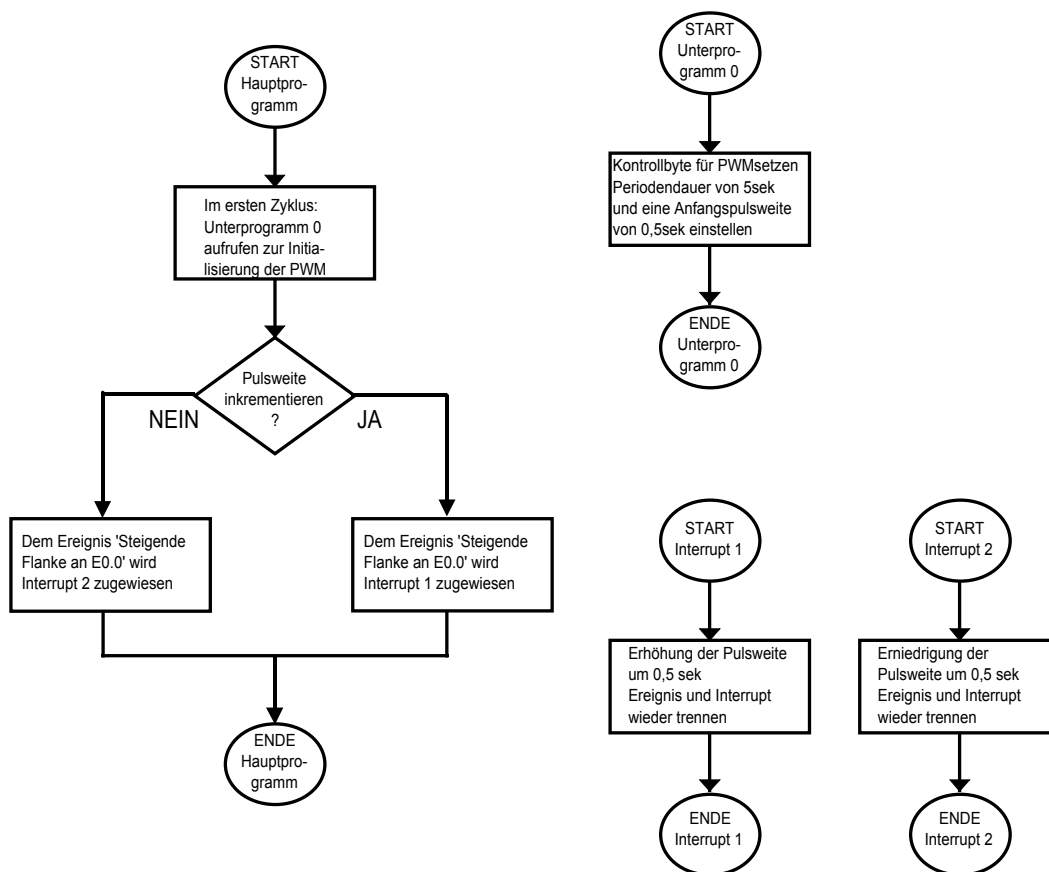 START
Hauptpro-
gramm
Im ersten Zyklus:
Unterprogramm 0
aufrufen zur Initia-
lisierung der PWM
Pulsweite
inkrementieren
?
NEIN
JA
Dem Ereignis 'Steigende
Flanke an E0.0' wird
Interrupt 2 zugewiesen
Dem Ereignis 'Steigende
Flanke an E0.0' wird
Interrupt 1 zugewiesen
ENDE
Hauptpro-
gramm
START
Unterpro-
gramm 0
Kontrollbyte für PWMsetzen
Periodendauer von 5sek
und eine Anfangspulsweite
von 0,5sek einstellen
ENDE
Unterpro-
gramm 0
START
Interrupt 1
Erhöhung der Pulsweite
um 0,5 sek
Ereignis und Interrupt
wieder trennen
ENDE
Interrupt 1
START
Interrupt 2
Erniedrigung der
Pulsweite um 0,5 sek
Ereignis und Interrupt
wieder trennen
ENDE
Interrupt 2